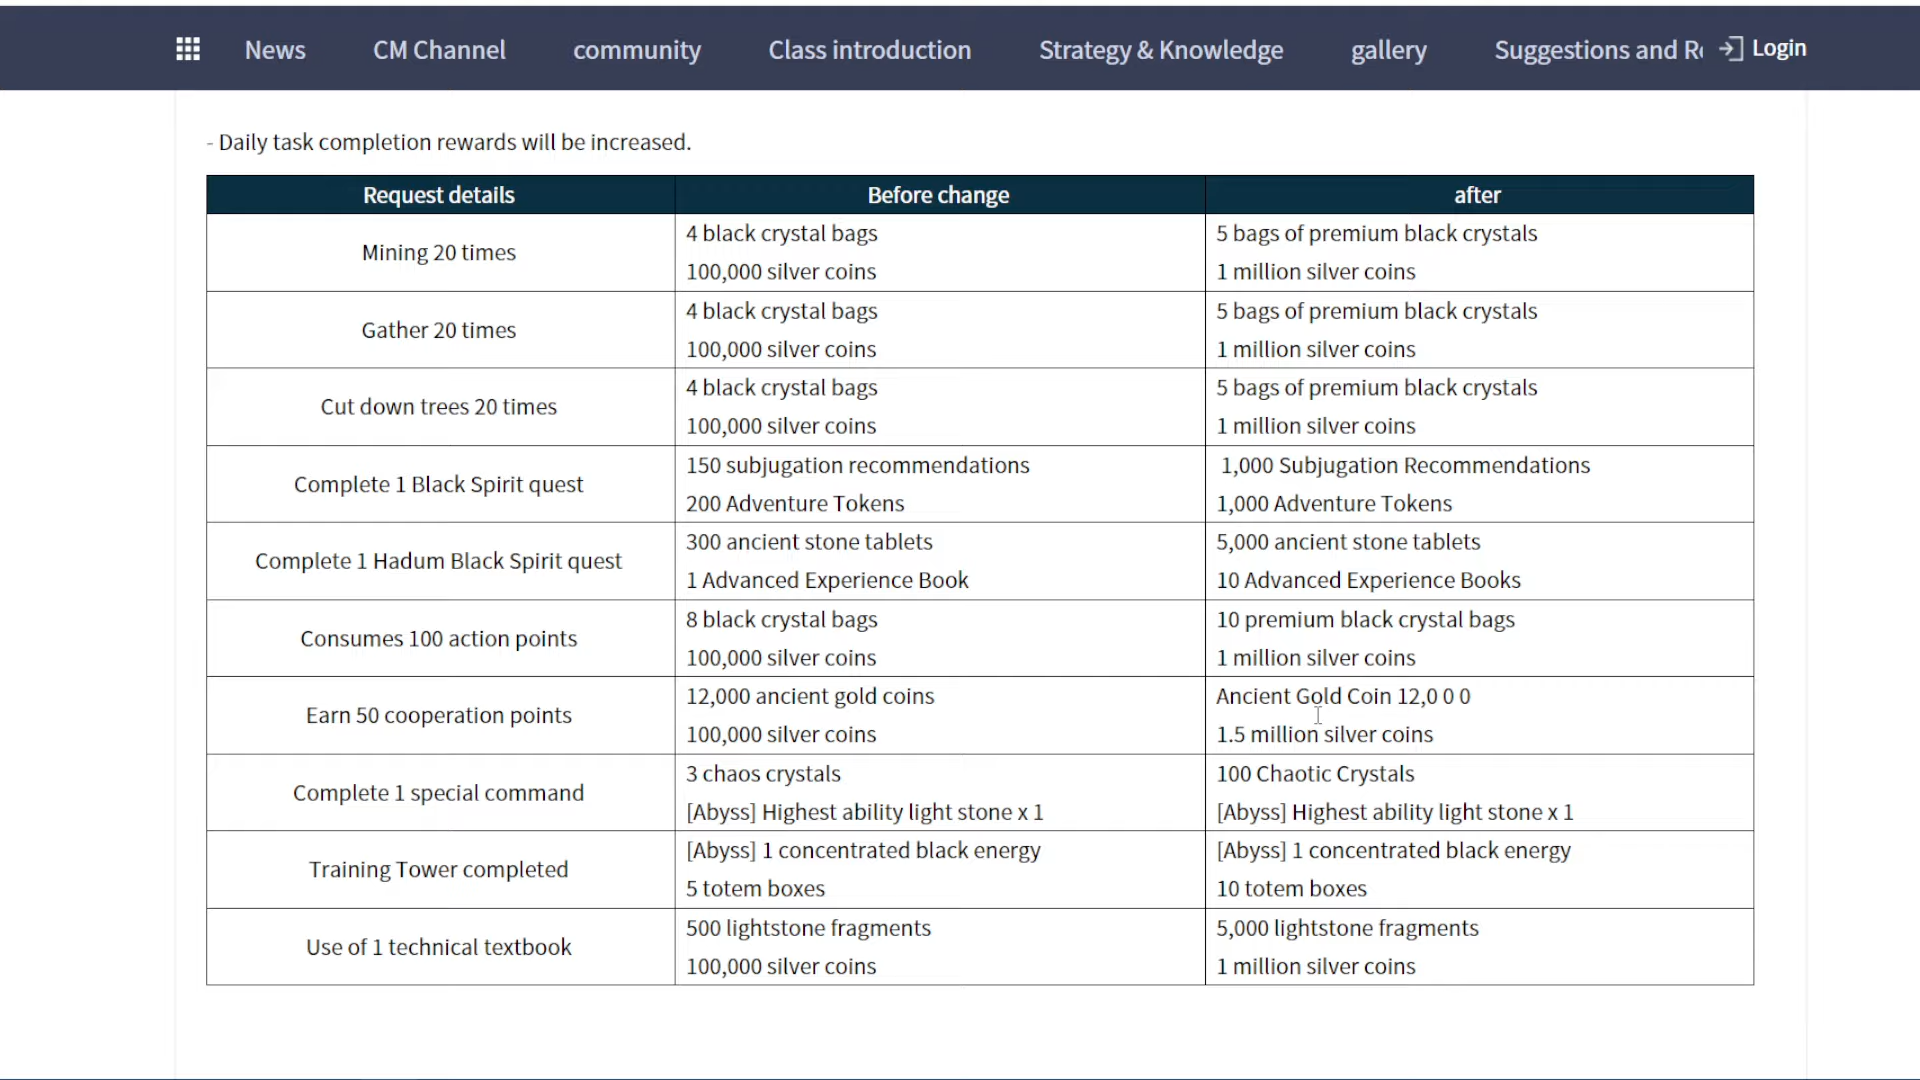 News CM Channel community Class introduction Strategy & Knowledge gallery Suggestions and Re Login
- Daily task completion rewards will be increased.
Request details Before change after
Mining 20 times
4 black crystal bags
100,000 silver coins
5 bags of premium black crystals
1 million silver coins
Gather 20 times
4 black crystal bags
100,000 silver coins
5 bags of premium black crystals
1 million silver coins
Cut down trees 20 times
4 black crystal bags
100,000 silver coins
5 bags of premium black crystals
1 million silver coins
Complete 1 Black Spirit quest
150 subjugation recommendations
200 Adventure Tokens
1,000 Subjugation Recommendations
1,000 Adventure Tokens
Complete 1 Hadum Black Spirit quest
300 ancient stone tablets
1 Advanced Experience Book
5,000 ancient stone tablets
10 Advanced Experience Books
Consumes 100 action points
8 black crystal bags
100,000 silver coins
10 premium black crystal bags
1 million silver coins
Earn 50 cooperation points
12,000 ancient gold coins
100,000 silver coins
Ancient Gold Coin 12,0 0 0
1.5 million silver coins
Complete 1 special command
3 chaos crystals
[Abyss] Highest ability light stone x 1
100 Chaotic Crystals
[Abyss] Highest ability light stone x 1
Training Tower completed
[Abyss] 1 concentrated black energy
5 totem boxes
[Abyss] 1 concentrated black energy
10 totem boxes
Use of 1 technical textbook
500 lightstone fragments
100,000 silver coins
5,000 lightstone fragments
1 million silver coins